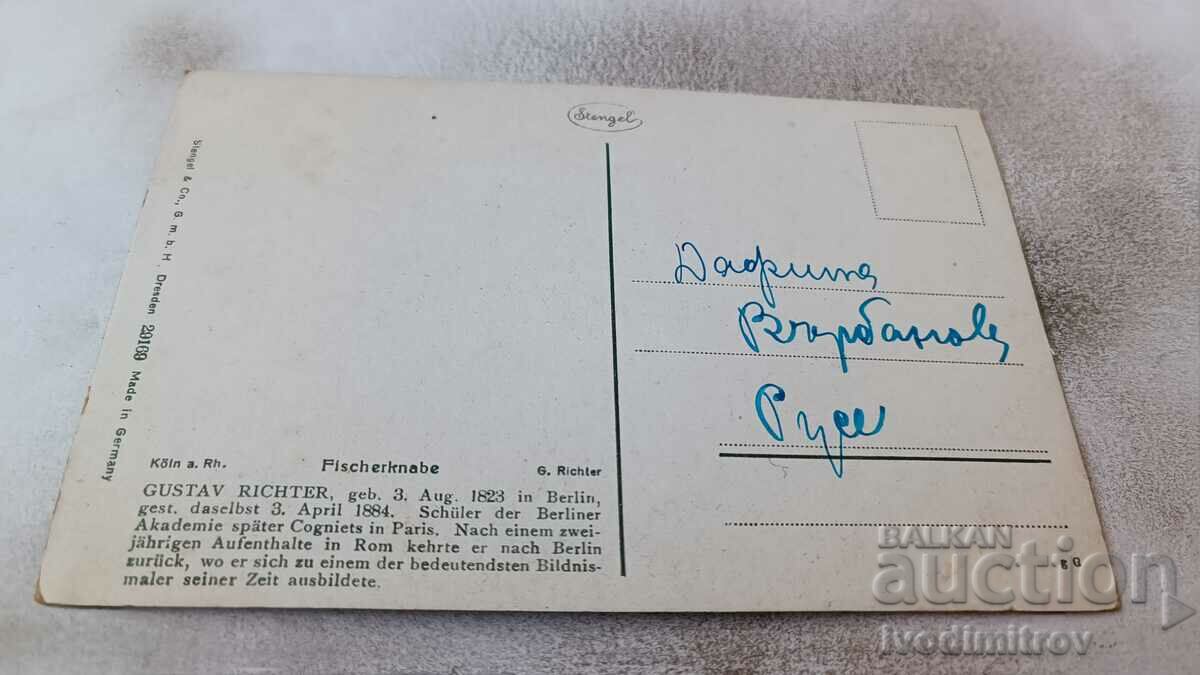 Stengel
Stengel & Co., G. m. b. H. Dresden 29169 Made in Germany
Köln a. Rh. Fischerknabe G. Richter
GUSTAV RICHTER, geb. 3. Aug. 1823 in Berlin,
gest. daselbst 3. April 1884. Schüler der Berliner
Akademie später Cogniets in Paris. Nach einem zwei-
jährigen Aufenthalte in Rom kehrte er nach Berlin
zurück, wo er sich zu einem der bedeutendsten Bildnis-
maler seiner Zeit ausbildete.
Дафина
Върбанова
Русе
BALKAN
auction
ivodimitrov